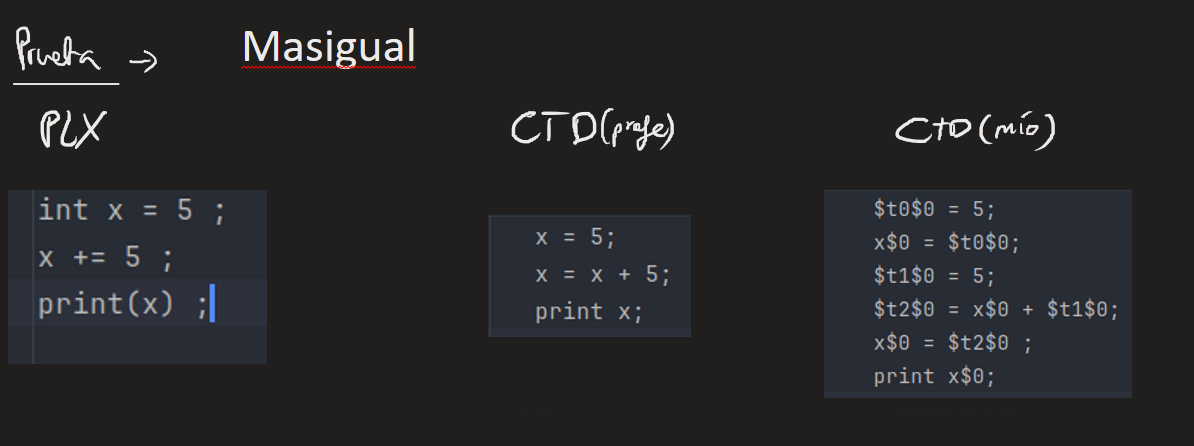 Prueba → Masigual
PLX
CTD(profe)
CTD(mío)
int x = 5 ;
x += 5 ;
print(x) ;
x = 5;
x = x + 5;
print x;
$t0$0 = 5;
x$0 = $t0$0;
$t1$0 = 5;
$t2$0 = x$0 + $t1$0;
x$0 = $t2$0 ;
print x$0;